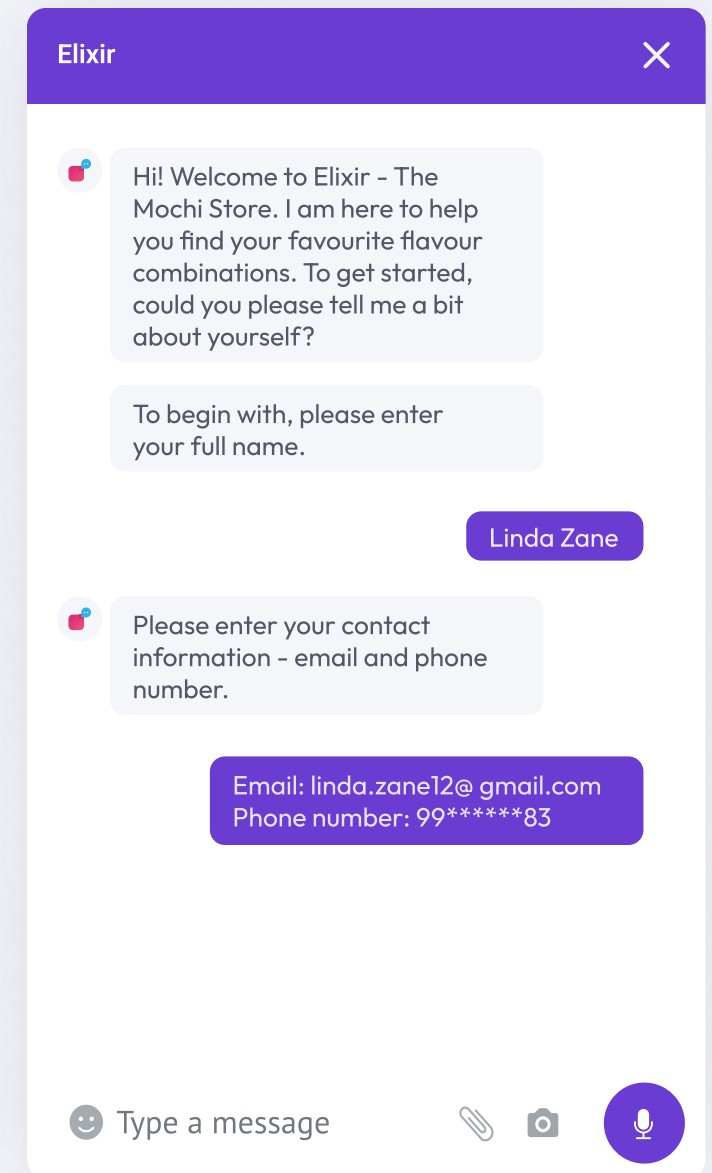 Elixir
Hi! Welcome to Elixir - The
Mochi Store. I am here to help
you find your favourite flavour
combinations. To get started,
could you please tell me a bit
about yourself?
To begin with, please enter
your full name.
Linda Zane
Please enter your contact
information - email and phone
number.
Email: linda.zane12@ gmail.com
Phone number: 99******83
Type a message